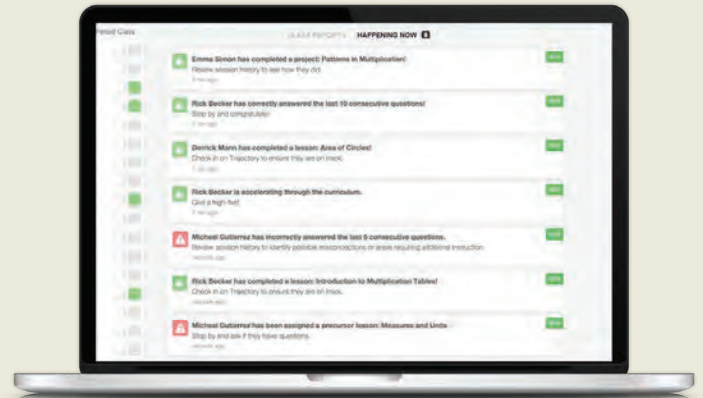 Period Class
CLASS REPORTS HAPPENING NOW
Emma Simon has completed a project: Patterns in Multiplication!
Review session history to see how they did.
Rick Becker has correctly answered the last 10 consecutive questions!
Stop by and congratulate!
Derrick Mann has completed a lesson: Area of Circles!
Check in on Trajectory to ensure they are on track.
Rick Becker is accelerating through the curriculum.
Give a high-five!
Micheal Gutierrez has incorrectly answered the last 5 consecutive questions.
Review session history to identify possible misconceptions or areas requiring additional instruction.
Rick Becker has completed a lesson: Introduction to Multiplication Tables!
Check in on Trajectory to ensure they are on track.
Micheal Gutierrez has been assigned a precursor lesson: Measures and Units
Stop by and ask if they have questions.